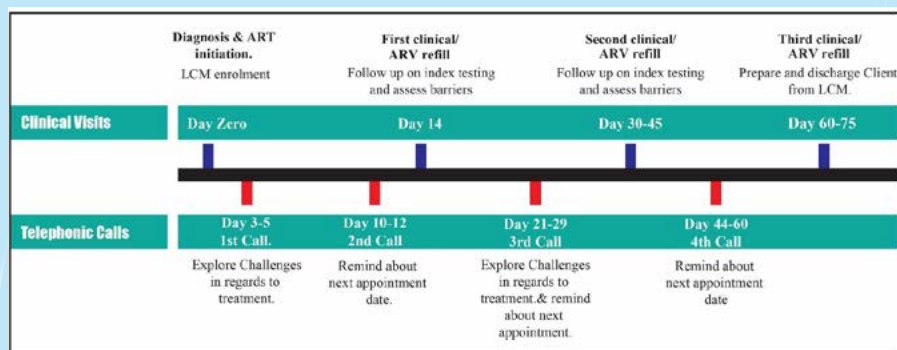 Diagnosis & ART
initiation.
LCM enrolment
First clinical/
ARV refill
Follow up on index testing
and assess barriers
Second clinical/
ARV refill
Follow up on index testing
and assess barriers
Third clinical/
ARV refill
Prepare and discharge Client
from LCM.
Clinical Visits
Day Zero
Day 14
Day 30-45
Day 60-75
Telephonic Calls
Day 3-5
1st Call.
Day 10-12
2nd Call
Day 21-29
3rd Call
Day 44-60
4th Call
Explore Challenges
in regards to
treatment.
Remind about
next appointment
date.
Explore Challenges
in regards to
treatment.& remind
about next
appointment.
Remind about
next appointment
date